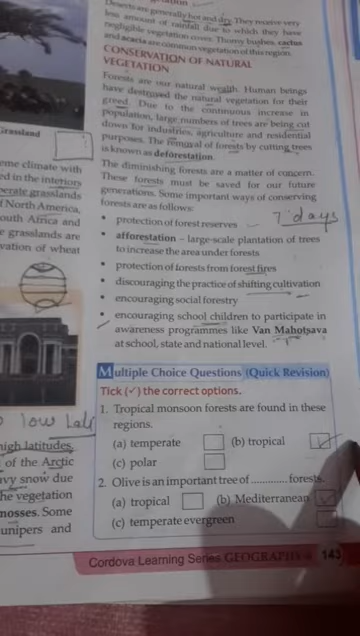 Deserts are generally hot and dry. They receive very
less amount of rainfall due to which they have
negligible vegetation cover. Thorny bushes, cactus
and acacia are common vegetation of this region.
CONSERVATION OF NATURAL
VEGETATION
Forests are our natural wealth. Human beings
have destroyed the natural vegetation for their
greed. Due to the continuous increase in
population, large numbers of trees are being cut
down for industries, agriculture and residential
purposes. The removal of forests by cutting trees
is known as deforestation.
The diminishing forests are a matter of concern.
These forests must be saved for our future
generations. Some important ways of conserving
forests are as follows:
• protection of forest reserves
7 days
• afforestation – large-scale plantation of trees
to increase the area under forests
• protection of forests from forest fires
• discouraging the practice of shifting cultivation
• encouraging social forestry
• encouraging school children to participate in
awareness programmes like Van Mahotsava
at school, state and national level.
Multiple Choice Questions (Quick Revision)
Tick (✓) the correct options.
1. Tropical monsoon forests are found in these
regions.
(a) temperate (b) tropical
(c) polar
2. Olive is an important tree of ............ forests.
(a) tropical (b) Mediterranean
(c) temperate evergreen
Cordova Learning Series GEOGRAPHY 143
Grassland
climate with
in the interiors
grasslands
North America,
Africa and
grasslands are
of wheat
low
high latitudes,
of the Arctic
snow due
vegetation
mosses. Some
junipers and